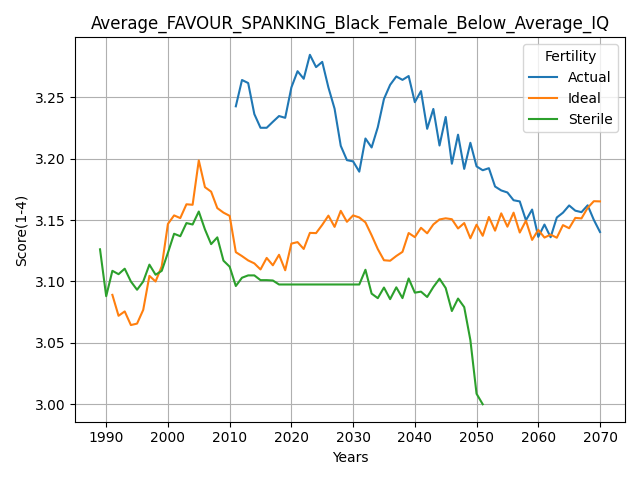 Average_FAVOUR_SPANKING_Black_Female_Below_Average_IQ
Fertility
Actual
Ideal
Sterile
Score(1-4)
3.25
3.20
3.15
3.10
3.05
3.00
1990 2000 2010 2020 2030 2040 2050 2060 2070
Years